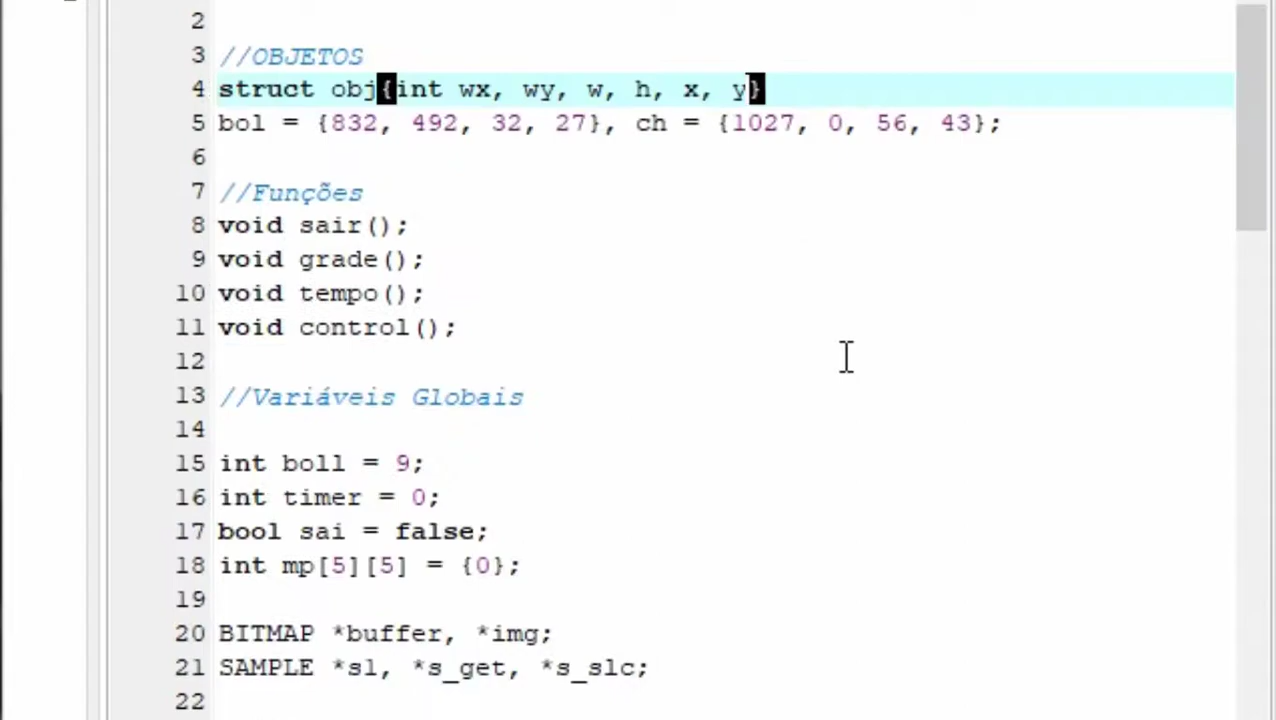 2
3 //OBJETOS
4 struct obj{int wx, wy, w, h, x, y}
5 bol = {832, 492, 32, 27}, ch = {1027, 0, 56, 43};
6
7 //Funções
8 void sair();
9 void grade();
10 void tempo();
11 void control();
12
13 //Variáveis Globais
14
15 int boll = 9;
16 int timer = 0;
17 bool sai = false;
18 int mp[5][5] = {0};
19
20 BITMAP *buffer, *img;
21 SAMPLE *sl, *s_get, *s_slc;
22